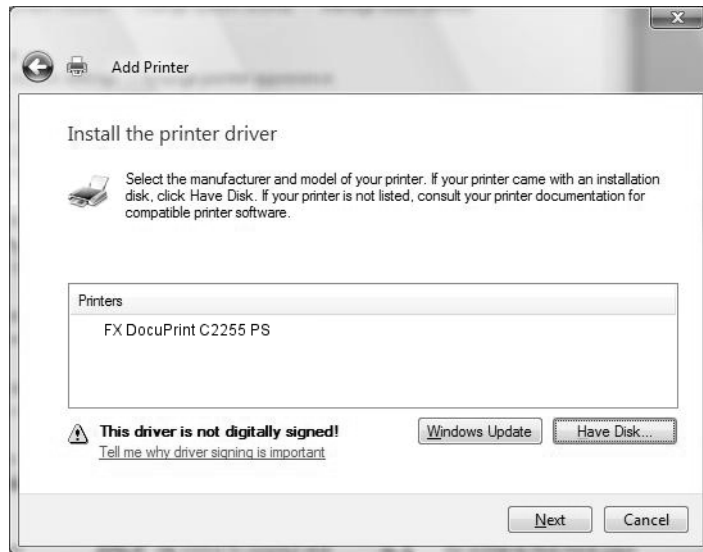 Add Printer
Install the printer driver
Select the manufacturer and model of your printer. If your printer came with an installation
disk, click Have Disk. If your printer is not listed, consult your printer documentation for
compatible printer software.
Printers
FX DocuPrint C2255 PS
This driver is not digitally signed!
Windows Update
Have Disk...
Tell me why driver signing is important
Next
Cancel